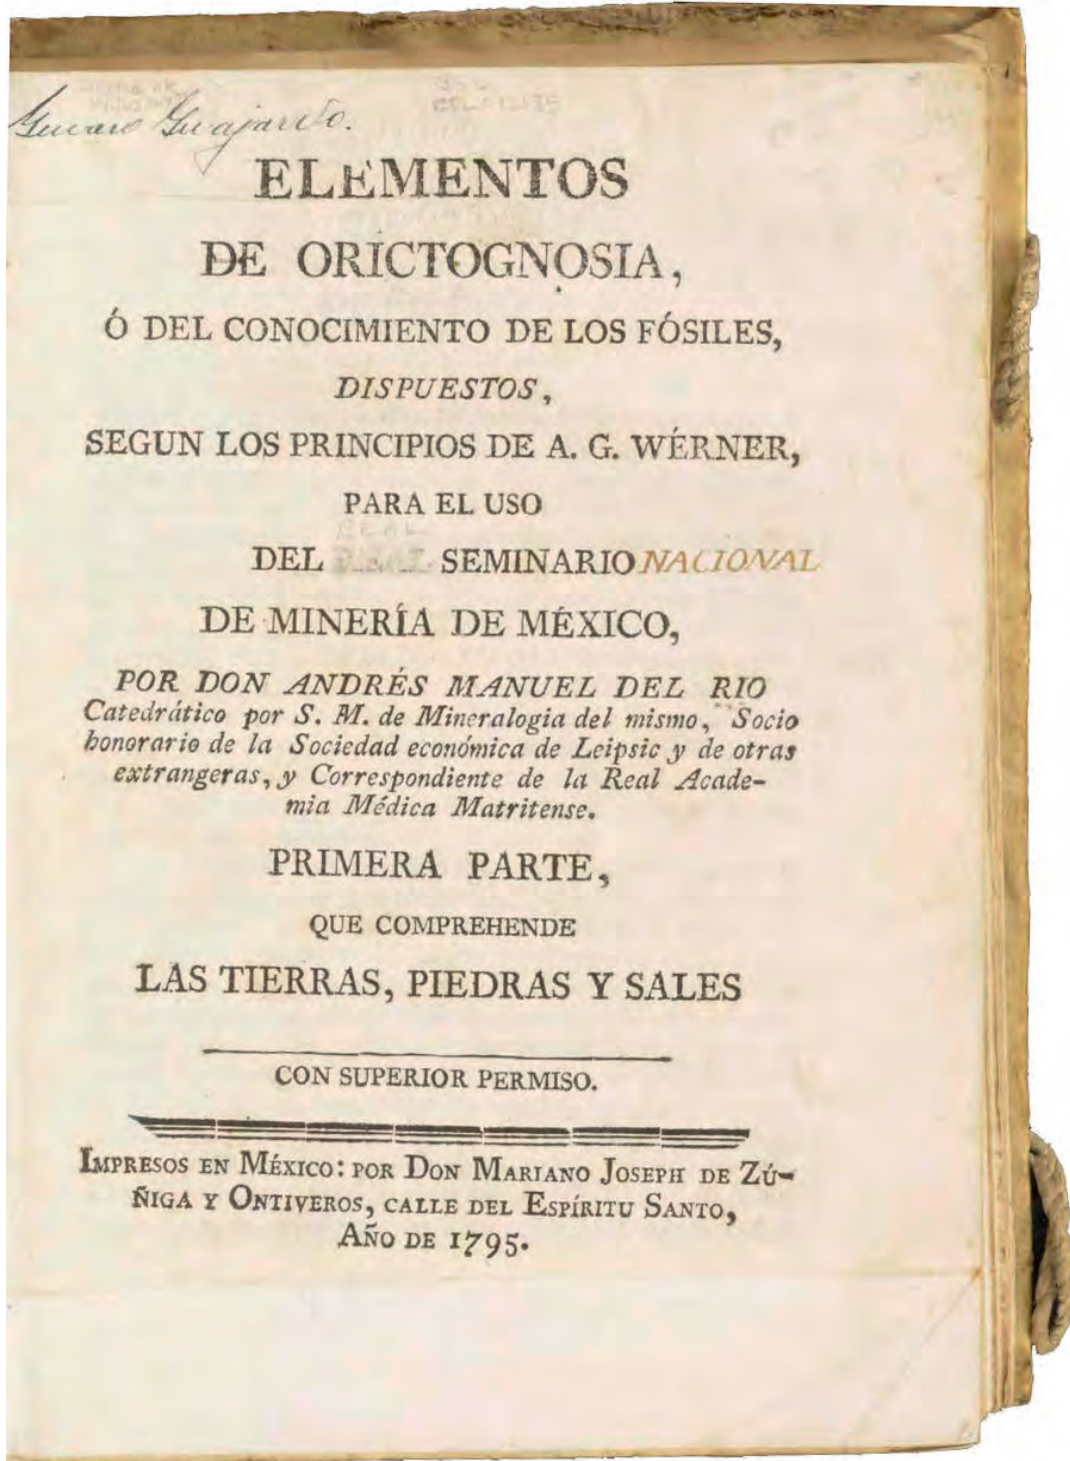 Guajardo.
ELEMENTOS
DE ORICTOGNOSIA,
Ó DEL CONOCIMIENTO DE LOS FÓSILES,
DISPUESTOS,
SEGUN LOS PRINCIPIOS DE A. G. WÉRNER,
PARA EL USO
DEL REAL SEMINARIO NACIONAL
DE MINERÍA DE MÉXICO,
POR DON ANDRÉS MANUEL DEL RIO
Catedrático por S. M. de Mineralogia del mismo, Socio
honorario de la Sociedad económica de Leipsic y de otras
extrangeras, y Correspondiente de la Real Acade-
mia Médica Matritense.
PRIMERA PARTE,
QUE COMPREHENDE
LAS TIERRAS, PIEDRAS Y SALES
CON SUPERIOR PERMISO.
IMPRESOS EN MÉXICO: POR DON MARIANO JOSEPH DE ZÚ-
ÑIGA Y ONTIVEROS, CALLE DEL ESPÍRITU SANTO,
AÑO DE 1795.